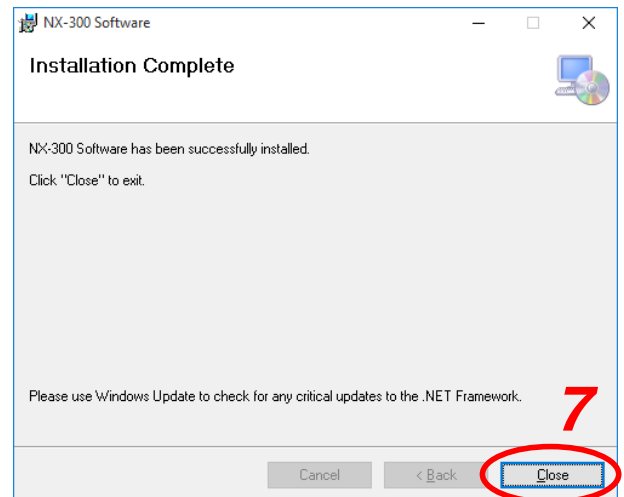 NX-300 Software
Installation Complete
NX-300 Software has been successfully installed.
Click "Close" to exit.
Please use Windows Update to check for any critical updates to the .NET Framework.
7
Cancel < Back Close